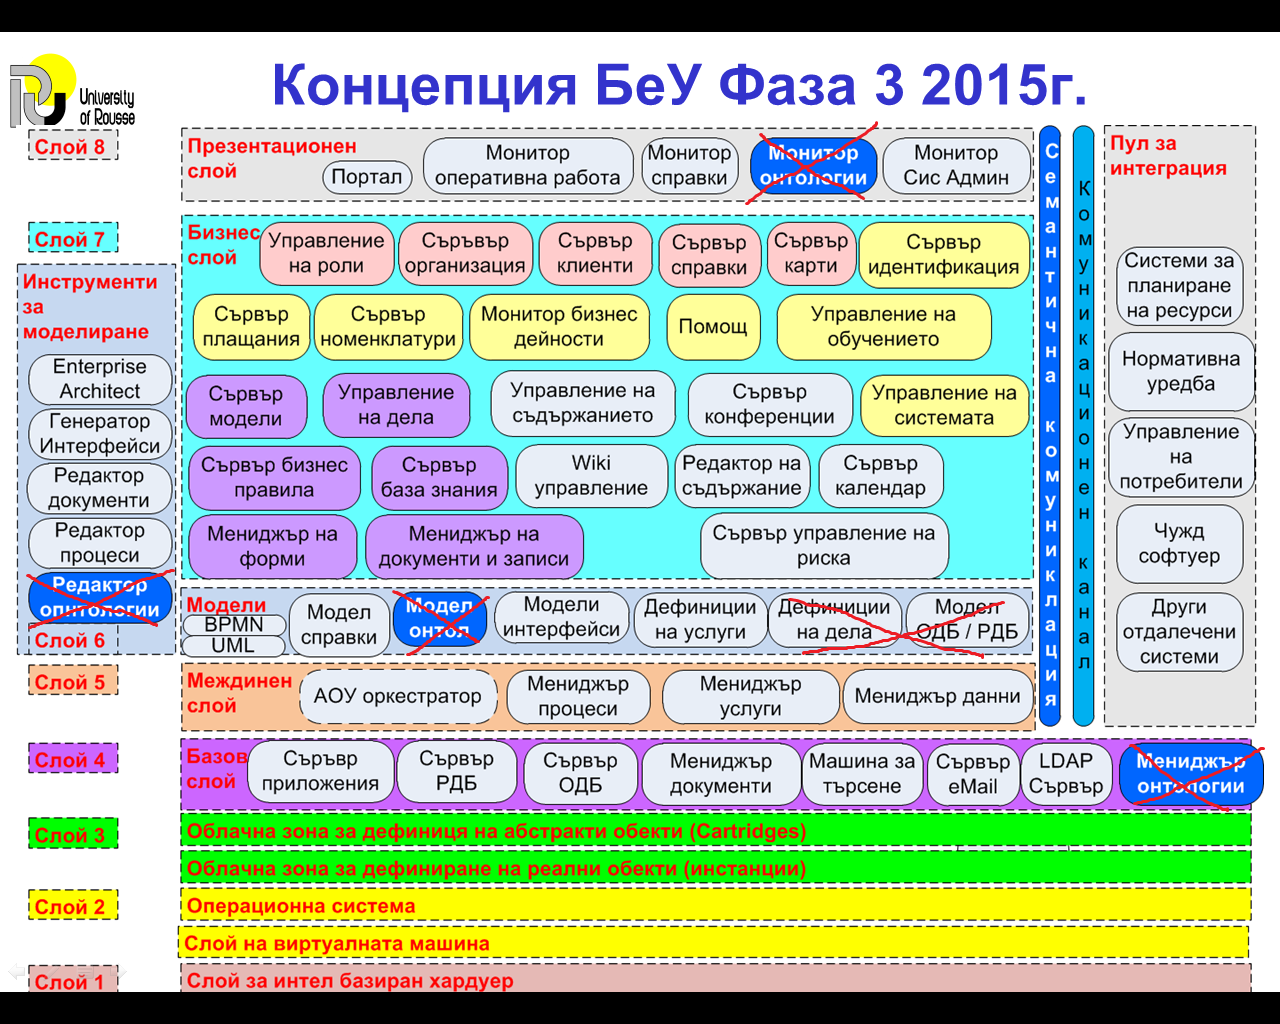 University
of Rousse
Концепция БеУ Фаза 3 2015г.
Слой 8
Презентационен
слой
Портал
Монитор
оперативна работа
Монитор
справки
Монитор
онтологии
Монитор
Сис Админ
Слой 7
Бизнес
слой
Управление
на роли
Съръвър
организация
Сървър
клиенти
Сървър
справки
Сървър
карти
Сървър
идентификация
Сървър
плащания
Сървър
номенклатури
Монитор бизнес
дейности
Помощ
Управление на
обучението
Сървър
модели
Управление
на дела
Управление на
съдържанието
Сървър
конференции
Управление на
системата
Сървър бизнес
правила
Сървър
база знания
Wiki
управление
Редактор на
съдържание
Сървър
календар
Мениджър на
форми
Мениджър на
документи и записи
Сървър управление на
риска
Инструменти
за
моделиране
Enterprise
Architect
Генератор
Интерфейси
Редактор
документи
Редактор
процеси
Редактор
опнтологии
Слой 6
Модели
BPMN
UML
Модел
справки
Модел
онтол
Модели
интерфейси
Дефиниции
на услуги
Дефиниции
на дела
Модел
ОДБ / РДБ
Слой 5
Междинен
слой
АОУ оркестратор
Мениджър
процеси
Мениджър
услуги
Мениджър данни
Семантична комуниклация
Комуникационен канал
Пул за
интеграция
Системи за
планиране
на ресурси
Нормативна
уредба
Управление
на
потребители
Чужд
софтуер
Други
отдалечени
системи
Слой 4
Базов
слой
Съръвр
приложения
Сървър
РДБ
Сървър
ОДБ
Мениджър
документи
Машина за
търсене
Сървър
eMail
LDAP
Сървър
Мениджър
онтологии
Слой 3
Облачна зона за дефиниця на абстракти обекти (Cartridges)
Облачна зона за дефиниране на реални обекти (инстанции)
Слой 2
Операционна система
Слой на виртуалната машина
Слой 1
Слой за интел базиран хардуер